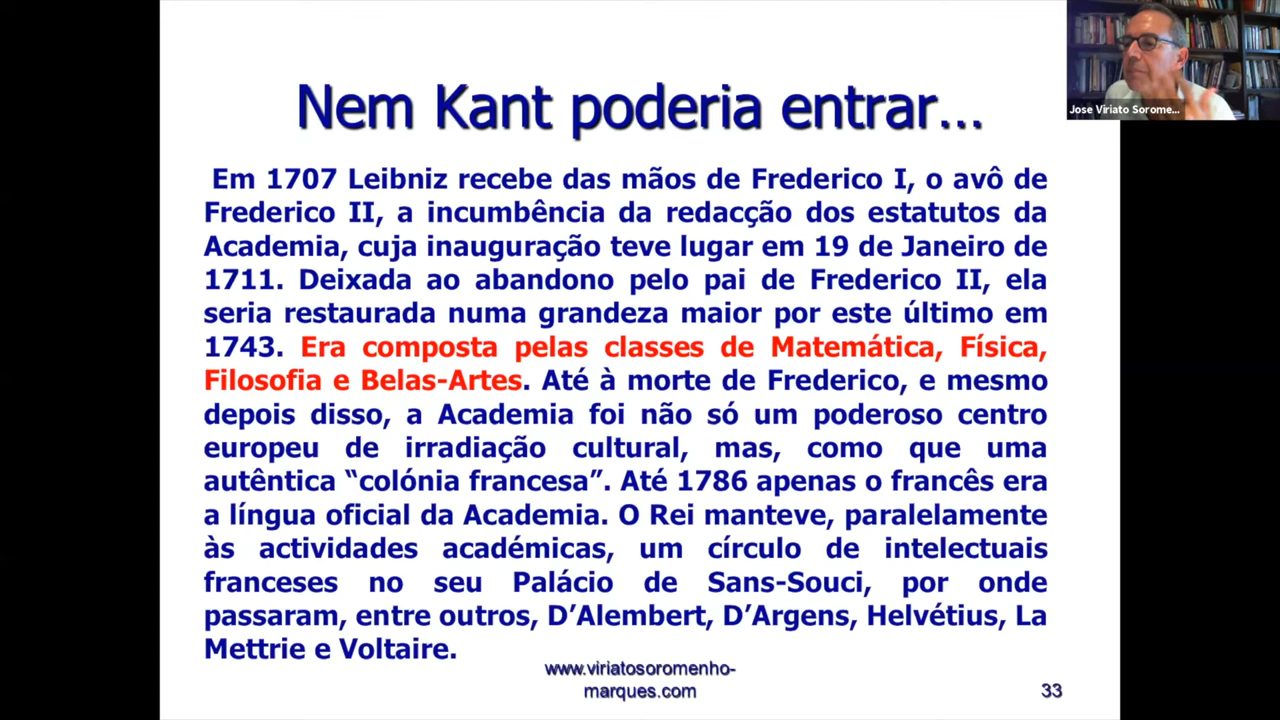 Nem Kant poderia entrar...
Jose Viriato Sorome...
Em 1707 Leibniz recebe das mãos de Frederico I, o avô de
Frederico II, a incumbência da redacção dos estatutos da
Academia, cuja inauguração teve lugar em 19 de Janeiro de
1711. Deixada ao abandono pelo pai de Frederico II, ela
seria restaurada numa grandeza maior por este último em
1743. Era composta pelas classes de Matemática, Física,
Filosofia e Belas-Artes. Até à morte de Frederico, e mesmo
depois disso, a Academia foi não só um poderoso centro
europeu de irradiação cultural, mas, como que uma
autêntica “colónia francesa”. Até 1786 apenas o francês era
a língua oficial da Academia. O Rei manteve, paralelamente
às actividades académicas, um círculo de intelectuais
franceses no seu Palácio de Sans-Souci, por onde
passaram, entre outros, D’Alembert, D’Argens, Helvétius, La
Mettrie e Voltaire.
www.viriatosoromenho-
marques.com
33